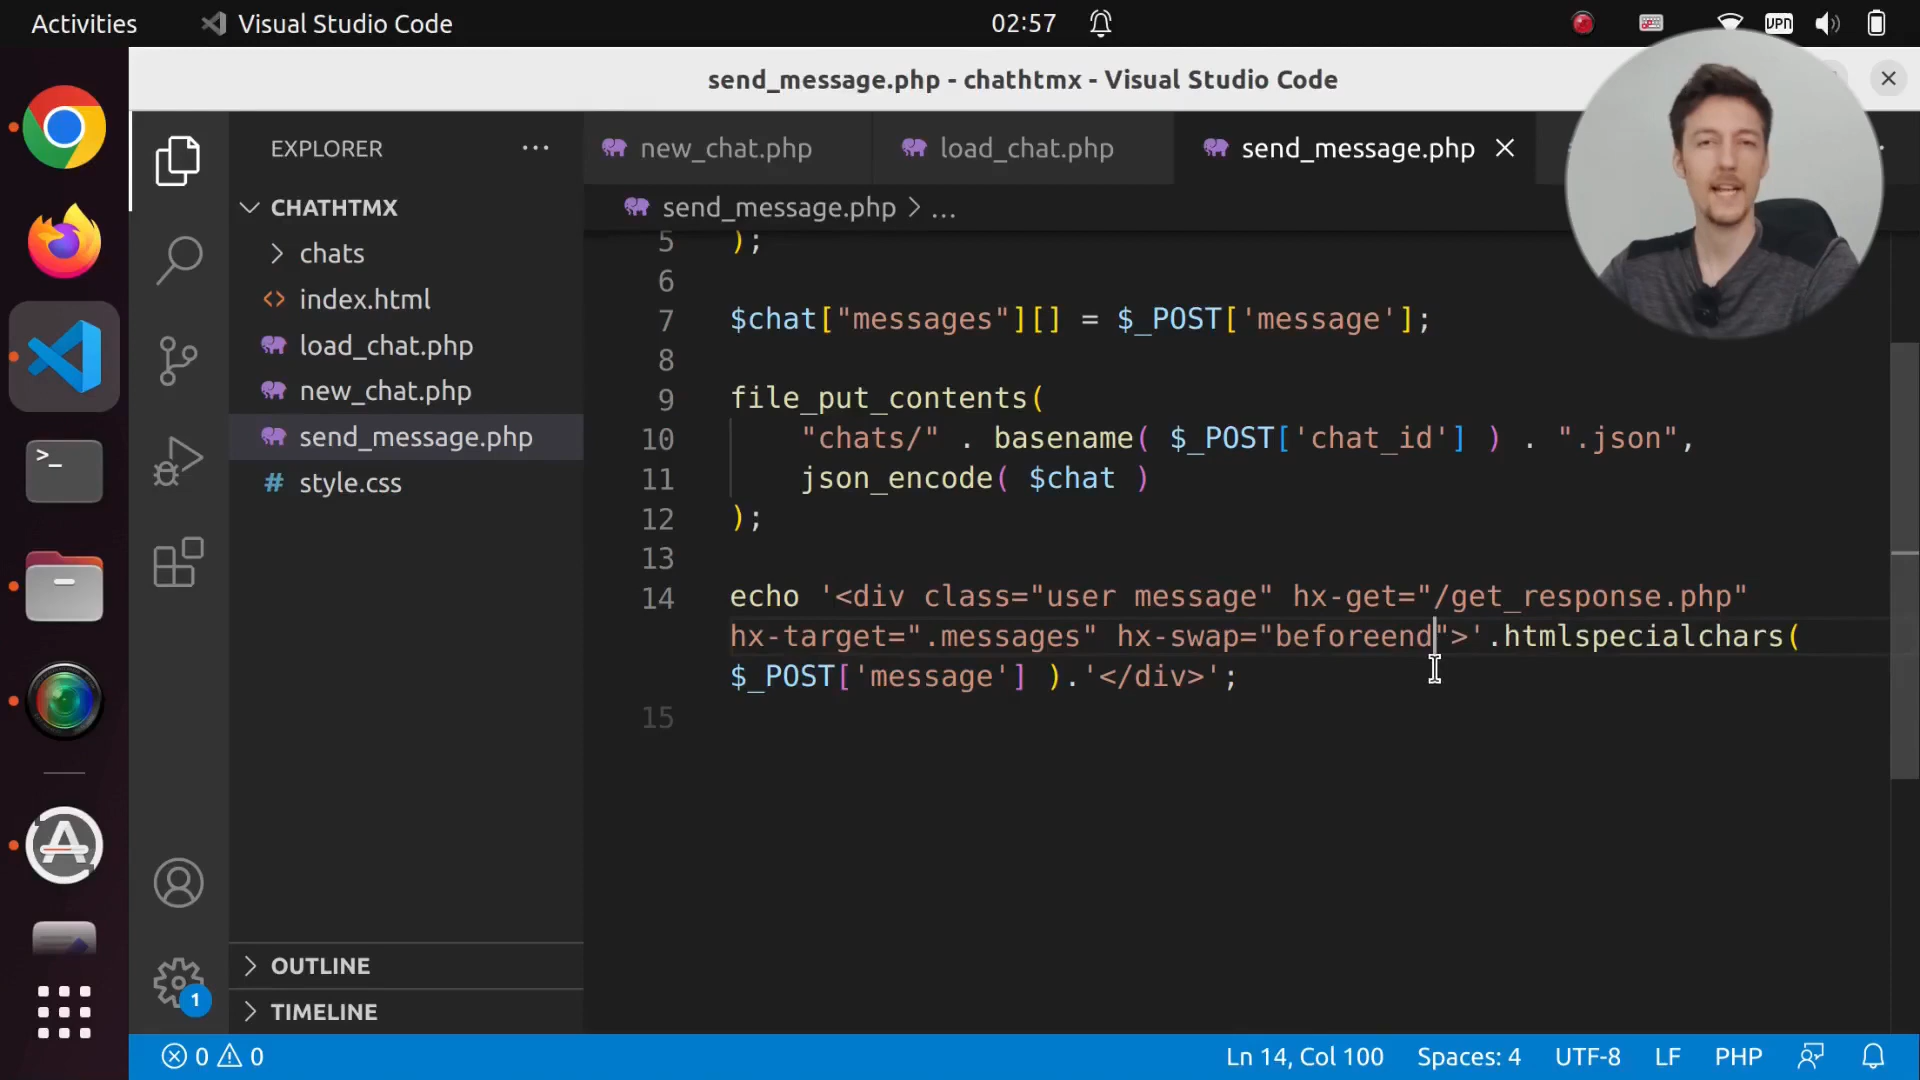 Activities
Visual Studio Code
02:57
VPN
send_message.php - chathtmx - Visual Studio Code
EXPLORER
new_chat.php
load_chat.php
send_message.php
CHATHTMX
send_message.php > ...
chats
index.html
load_chat.php
new_chat.php
send_message.php
# style.css
5 );
6
7 $chat["messages"][] = $_POST['message'];
8
9 file_put_contents(
10 "chats/" . basename( $_POST['chat_id'] ) . ".json",
11 json_encode( $chat )
12 );
13
14 echo '<div class="user message" hx-get="/get_response.php"
hx-target=".messages" hx-swap="beforeend">'.htmlspecialchars(
$_POST['message'] ).'</div>';
15
OUTLINE
TIMELINE
1
0 0
Ln 14, Col 100
Spaces: 4
UTF-8
LF
PHP